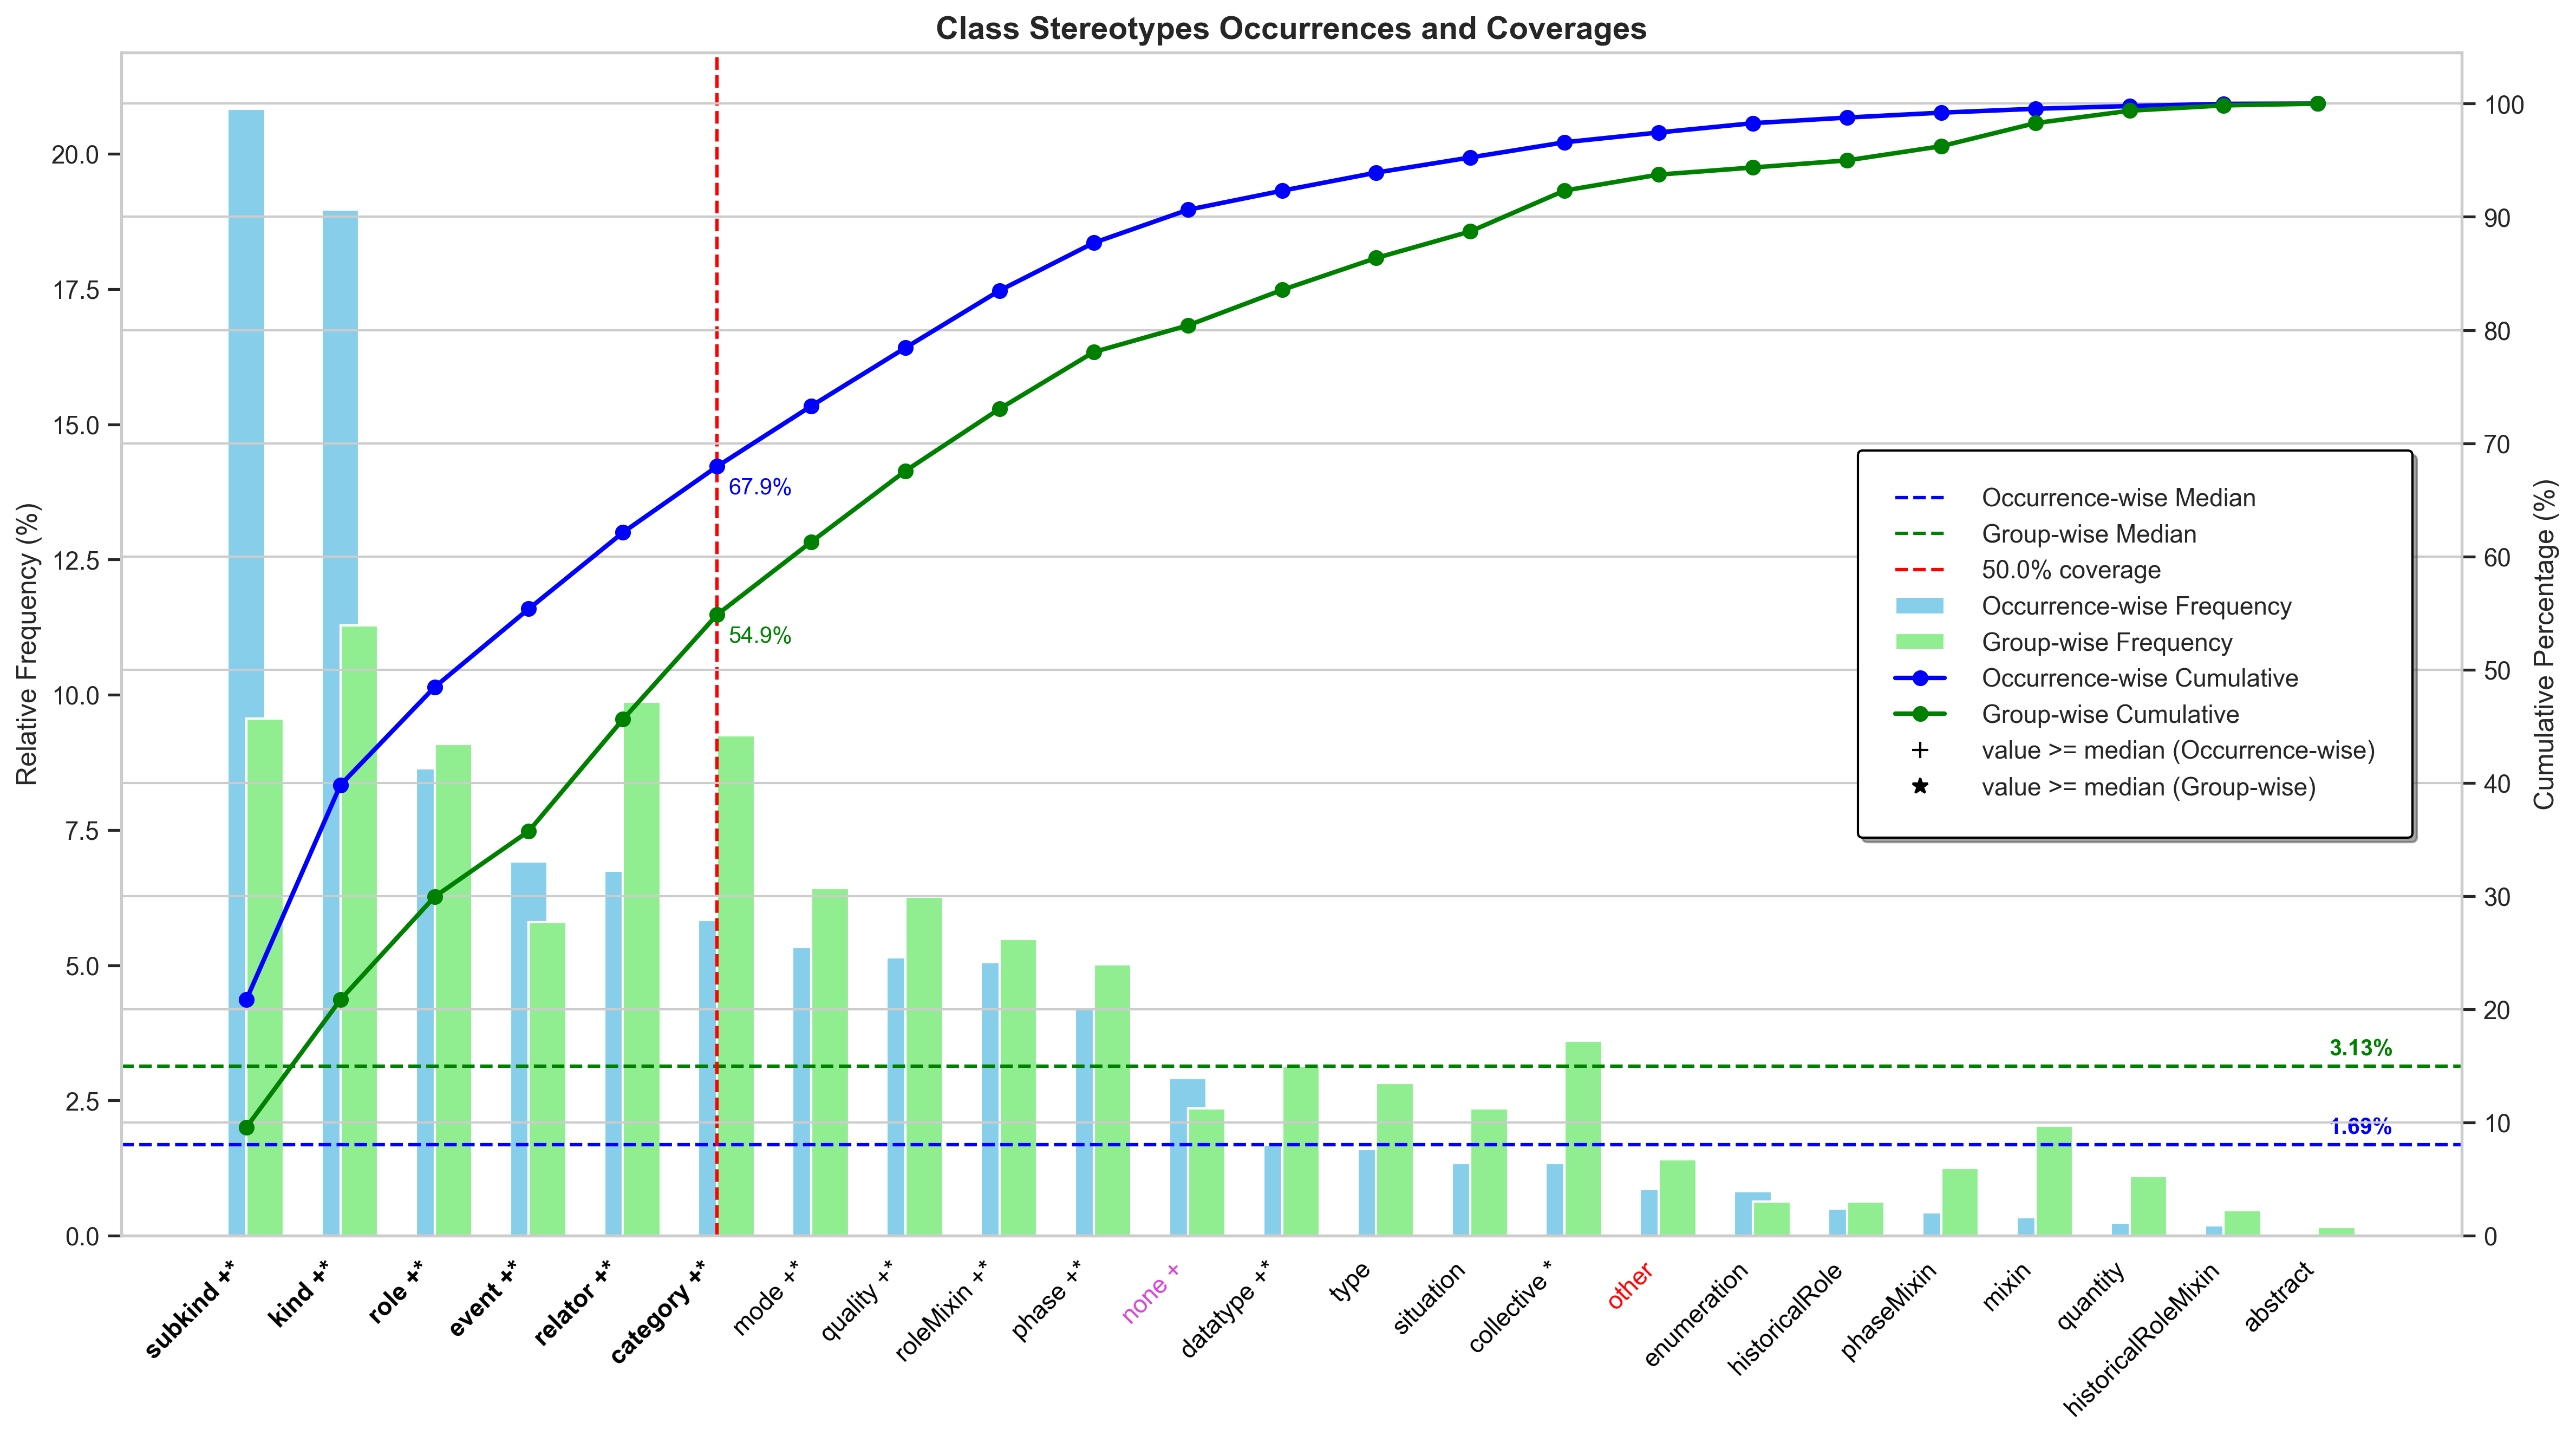 Class Stereotypes Occurrences and Coverages
Relative Frequency (%)
20.0
17.5
15.0
12.5
10.0
7.5
5.0
2.5
0.0
100
90
80
70
60
50
40
30
20
10
0
Cumulative Percentage (%)
67.9%
54.9%
3.13%
1.69%
Occurrence-wise Median
Group-wise Median
50.0% coverage
Occurrence-wise Frequency
Group-wise Frequency
Occurrence-wise Cumulative
Group-wise Cumulative
value >= median (Occurrence-wise)
value >= median (Group-wise)
subkind +*
kind +*
role +*
event +*
relator +*
category +*
mode +*
quality +*
roleMixin +*
phase +*
none +
datatype +*
type
situation
collective *
other
enumeration
historicalRole
phaseMixin
mixin
quantity
historicalRoleMixin
abstract